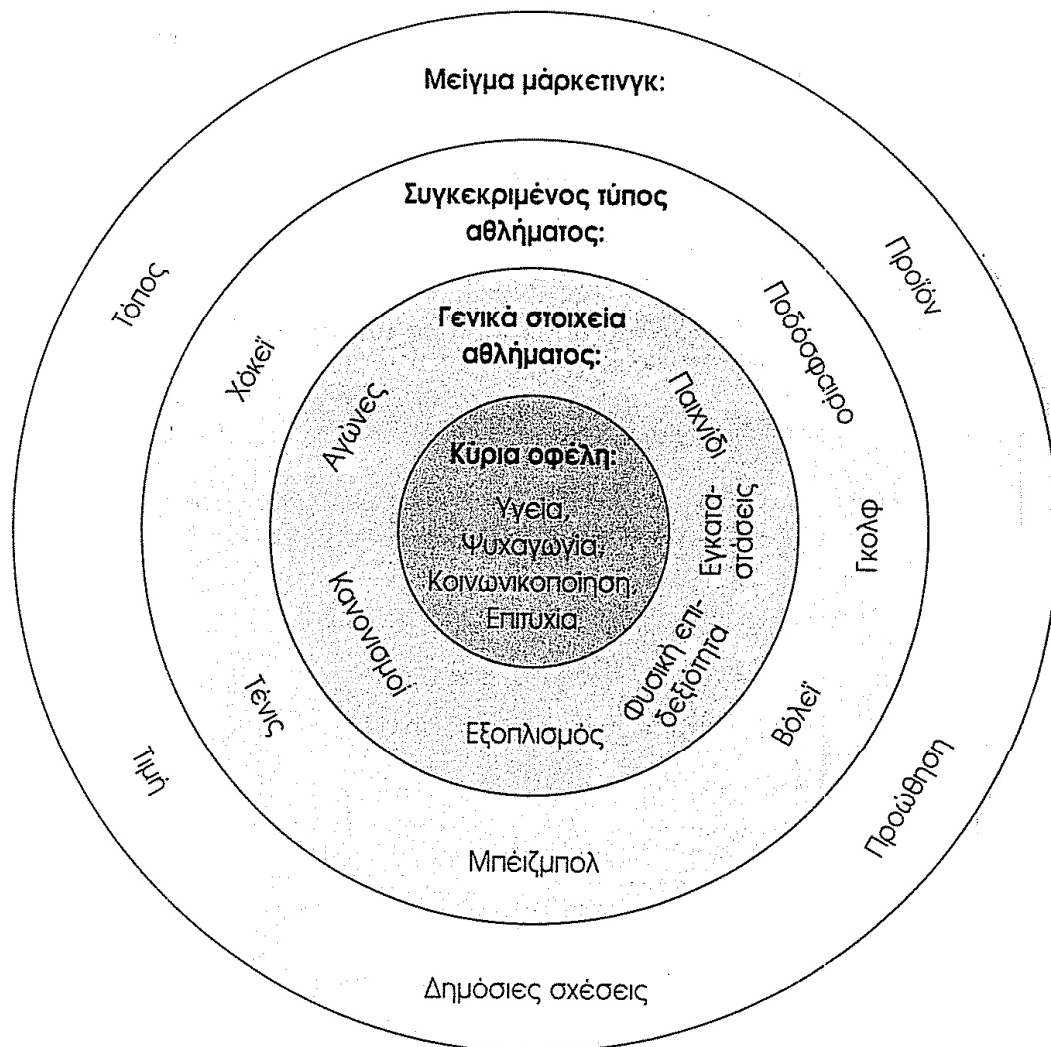 Μείγμα μάρκετινγκ:
Τόπος
Προϊόν
Τιμή
Προώθηση
Δημόσιες σχέσεις
Συγκεκριμένος τύπος
αθλήματος:
Χόκεϊ
Ποδόσφαιρο
Γκολφ
Τένις
Βόλεϊ
Μπέιζμπολ
Γενικά στοιχεία
αθλήματος:
Αγώνες
Παιχνίδι
Εγκατα-
στάσεις
Κανονισμοί
Φυσική επι-
δεξιότητα
Εξοπλισμός
Κύρια οφέλη:
Υγεία,
Ψυχαγωγία,
Κοινωνικοποίηση,
Επιτυχία